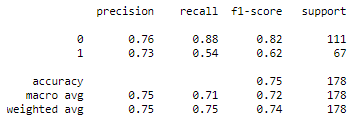 precision recall f1-score support
0 0.76 0.88 0.82 111
1 0.73 0.54 0.62 67
accuracy 0.75 178
macro avg 0.75 0.71 0.72 178
weighted avg 0.75 0.75 0.74 178